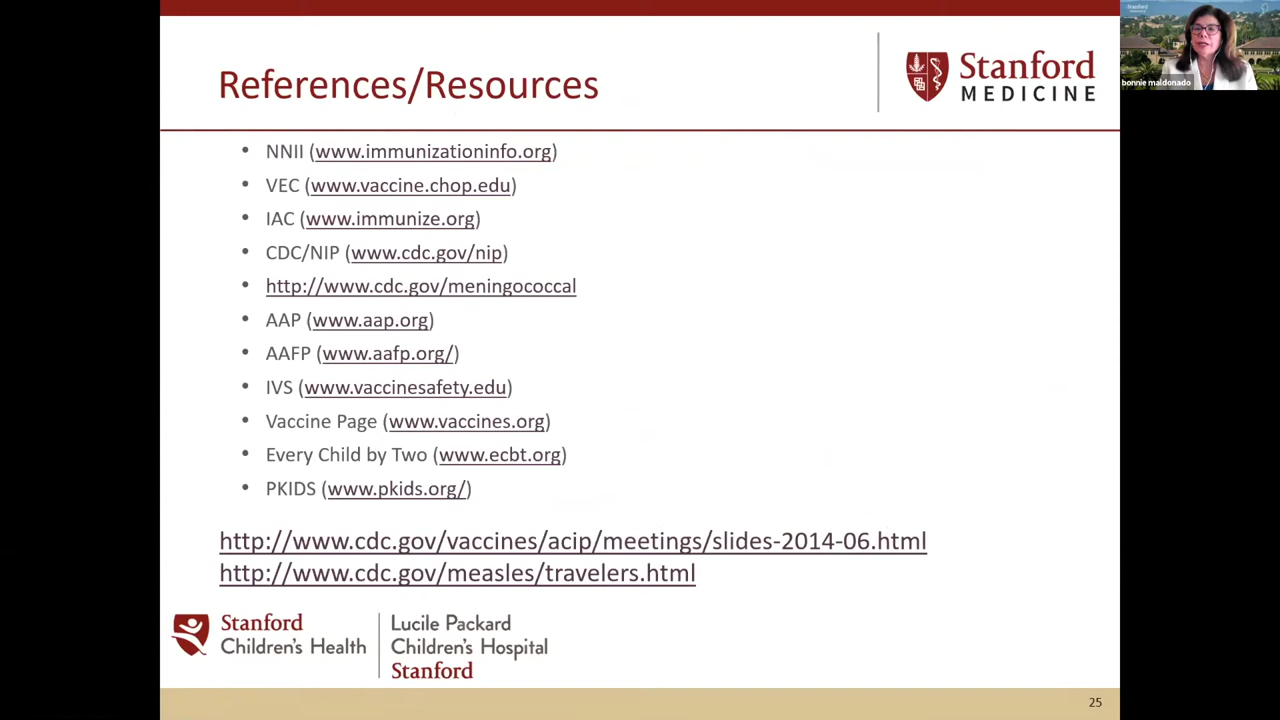 References/Resources
Stanford
MEDICINE
Stanford
bonnie maldonado
• NNII (www.immunizationinfo.org)
• VEC (www.vaccine.chop.edu)
• IAC (www.immunize.org)
• CDC/NIP (www.cdc.gov/nip)
• http://www.cdc.gov/meningococcal
• AAP (www.aap.org)
• AAFP (www.aafp.org/)
• IVS (www.vaccinesafety.edu)
• Vaccine Page (www.vaccines.org)
• Every Child by Two (www.ecbt.org)
• PKIDS (www.pkids.org/)
http://www.cdc.gov/vaccines/acip/meetings/slides-2014-06.html
http://www.cdc.gov/measles/travelers.html
Stanford
Children's Health
Lucile Packard
Children's Hospital
Stanford
25